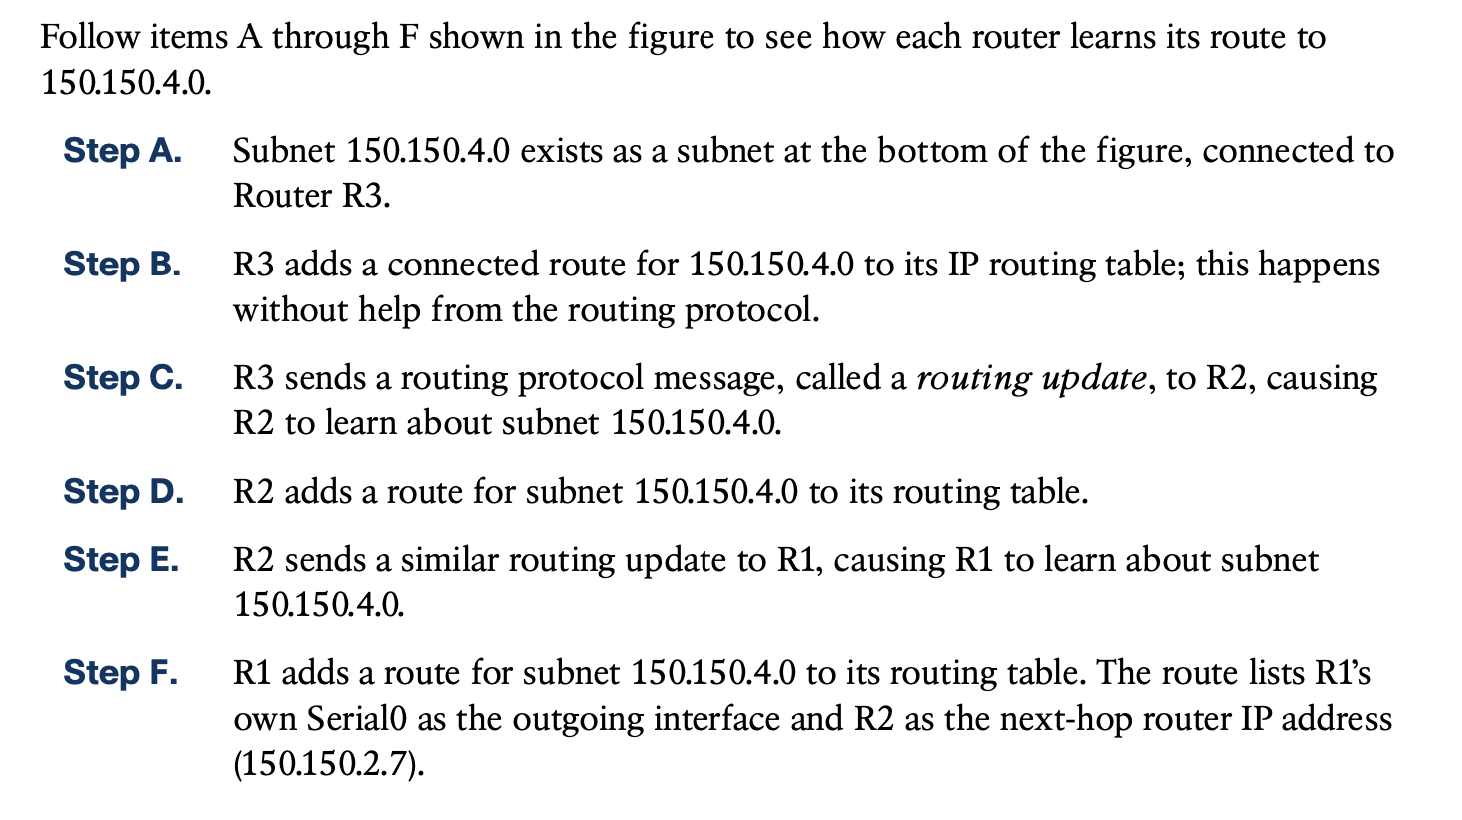 Follow items A through F shown in the figure to see how each router learns its route to
150.150.4.0.
Step A. Subnet 150.150.4.0 exists as a subnet at the bottom of the figure, connected to
Router R3.
Step B. R3 adds a connected route for 150.150.4.0 to its IP routing table; this happens
without help from the routing protocol.
Step C. R3 sends a routing protocol message, called a routing update, to R2, causing
R2 to learn about subnet 150.150.4.0.
Step D. R2 adds a route for subnet 150.150.4.0 to its routing table.
Step E. R2 sends a similar routing update to R1, causing R1 to learn about subnet
150.150.4.0.
Step F. R1 adds a route for subnet 150.150.4.0 to its routing table. The route lists R1’s
own Serial0 as the outgoing interface and R2 as the next-hop router IP address
(150.150.2.7).